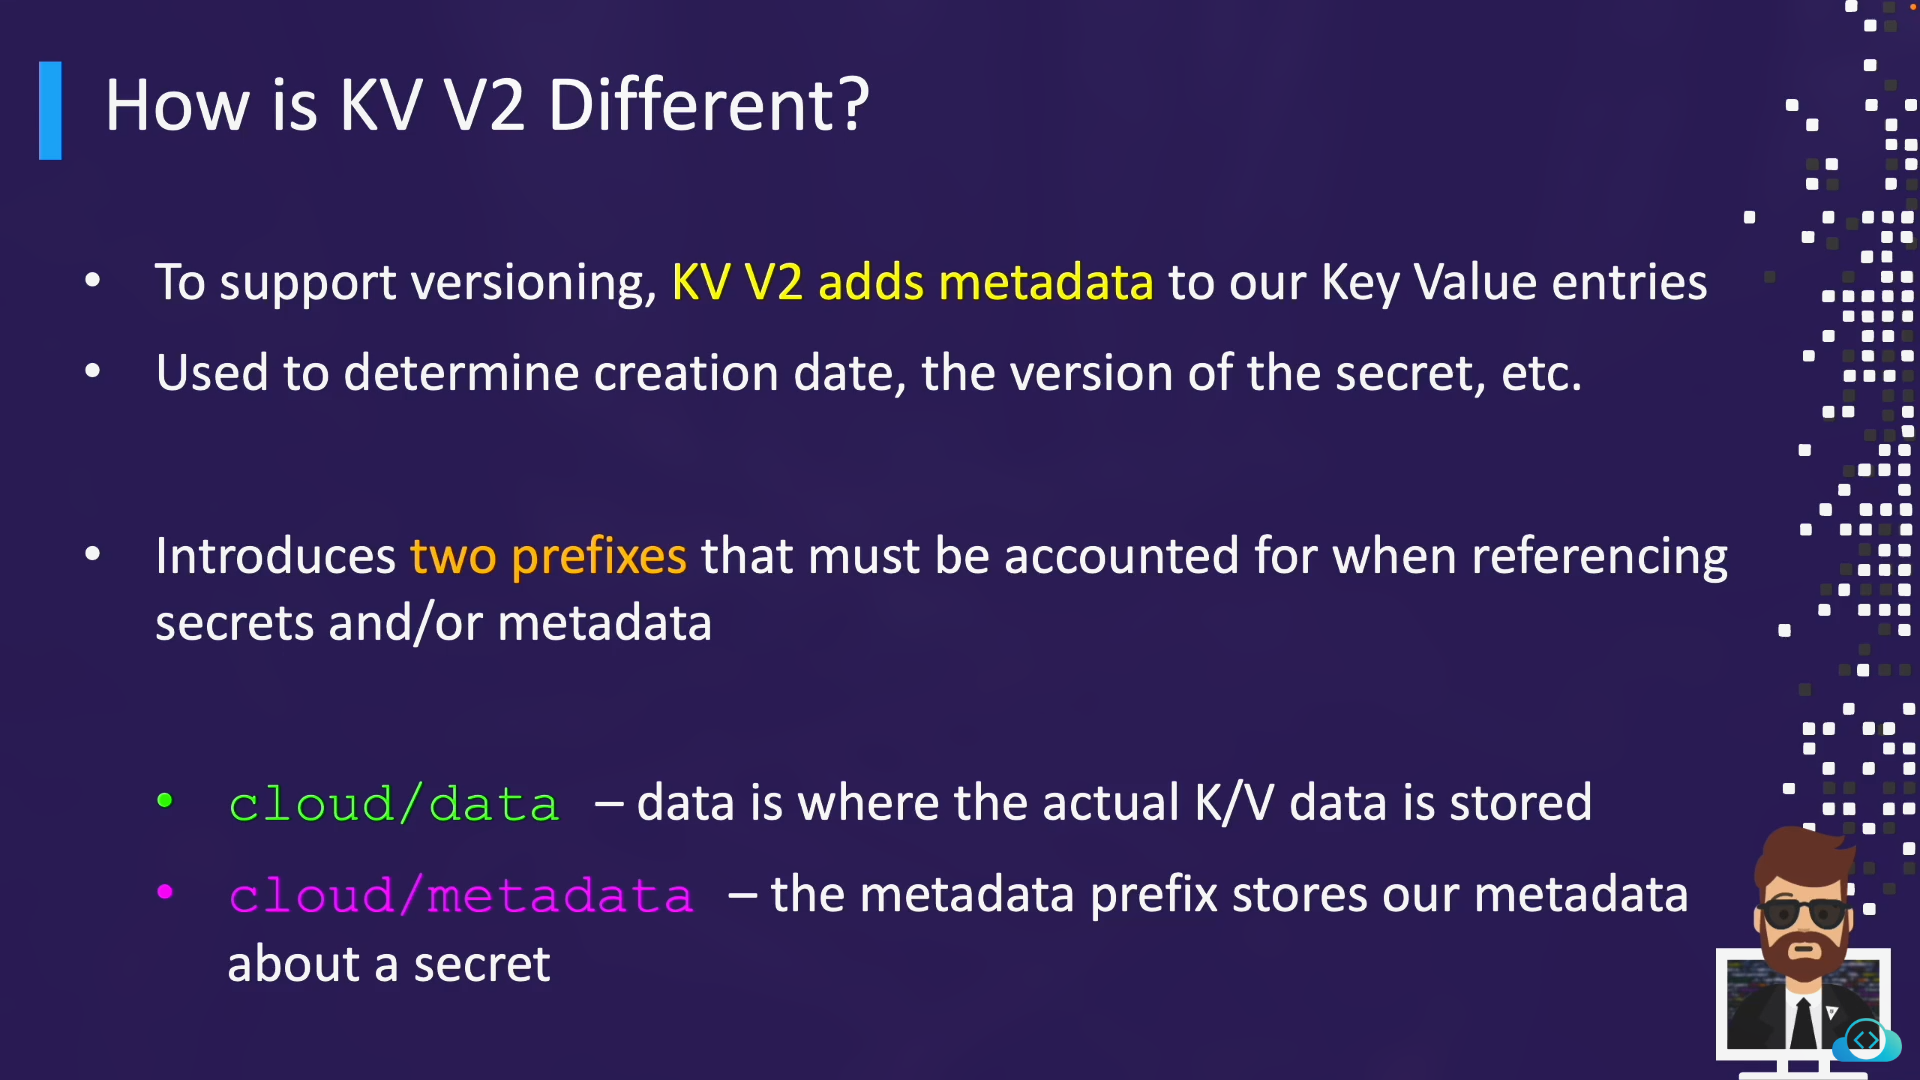 How is KV V2 Different?
• To support versioning, KV V2 adds metadata to our Key Value entries
• Used to determine creation date, the version of the secret, etc.
• Introduces two prefixes that must be accounted for when referencing
secrets and/or metadata
• cloud/data – data is where the actual K/V data is stored
• cloud/metadata – the metadata prefix stores our metadata
about a secret